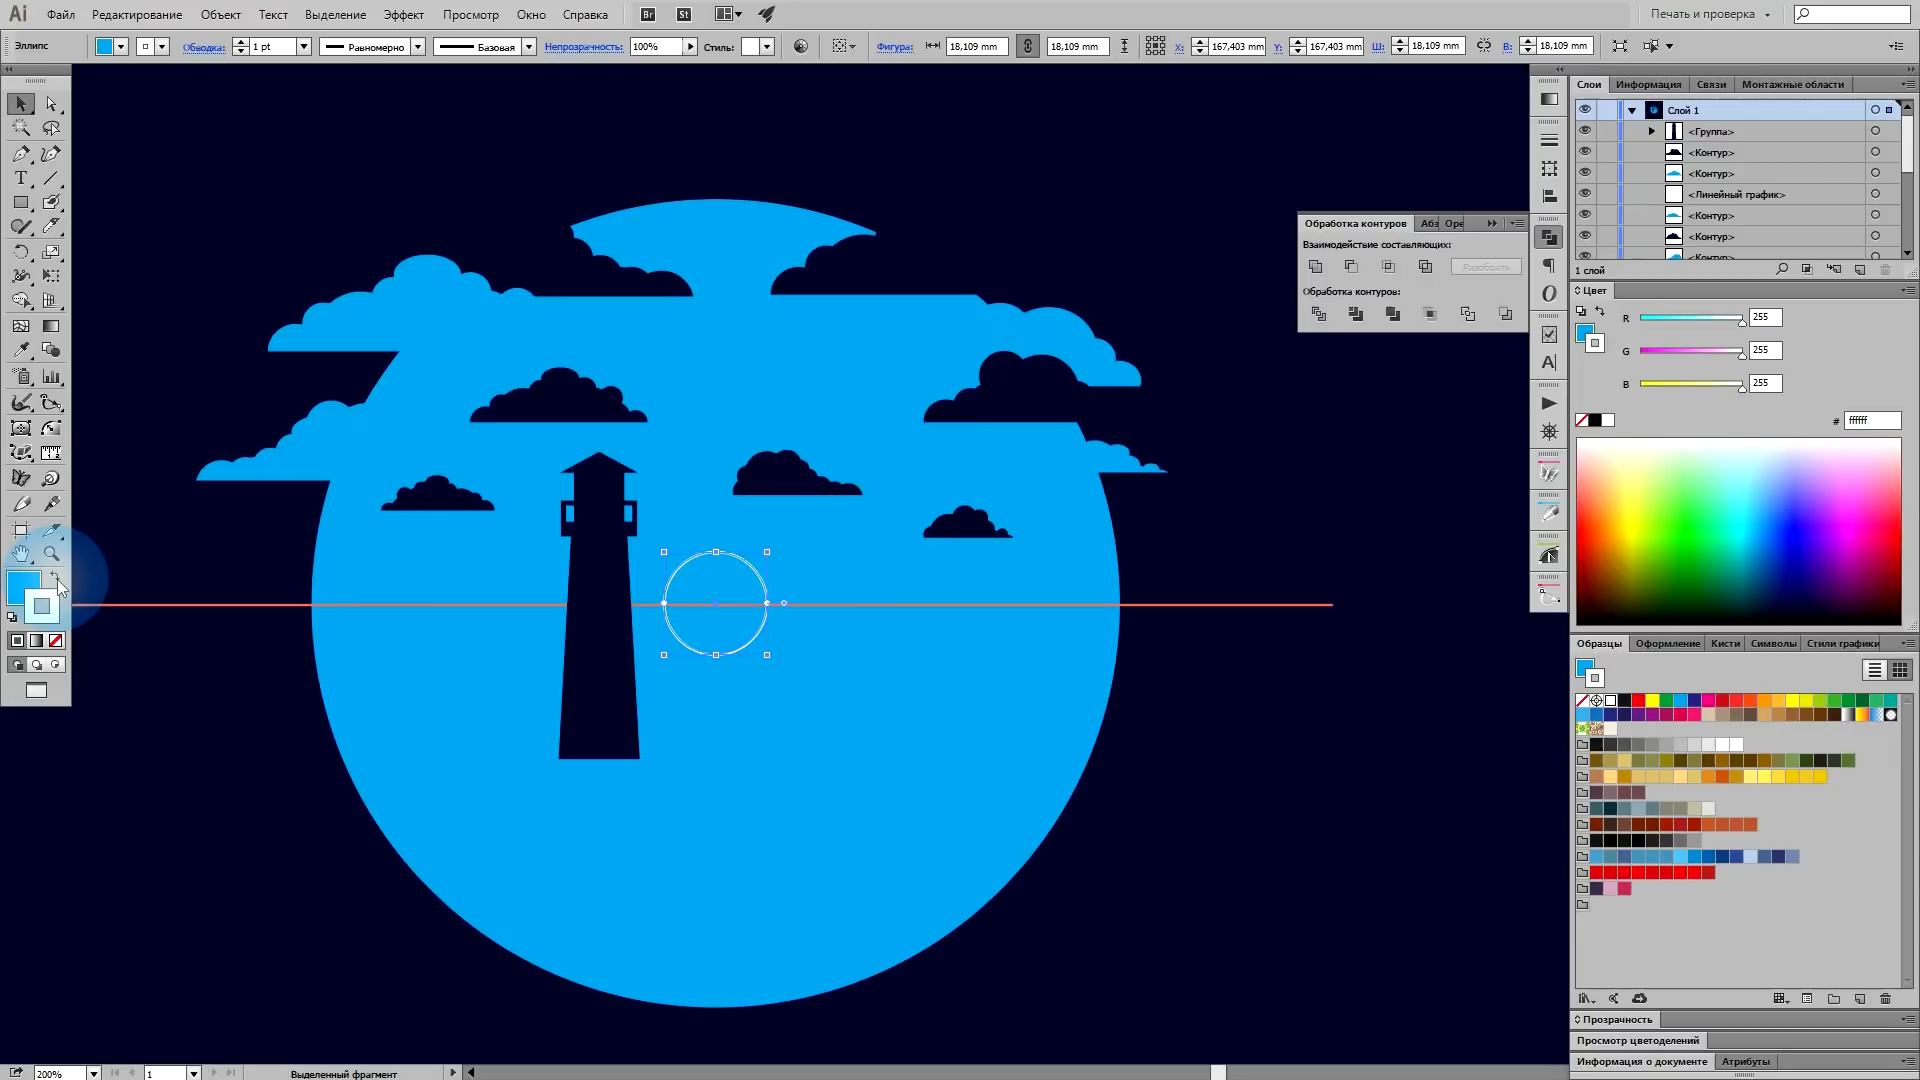 Ai Файл Редактирование Объект Текст Выделение Эффект Просмотр Окно Справка Br St Печать и проверка
Эллипс Обводка: 1 pt Равномерно Базовая Непрозрачность: 100% Стиль: Фигура: 18,109 mm 18,109 mm X: 167,403 mm Y: 167,403 mm Ш: 18,109 mm В: 18,109 mm
Слои Информация Связи Монтажные области
Слой 1
<Группа>
<Контур>
<Контур>
<Линейный график>
<Контур>
<Контур>
<Контур>
1 слой
Обработка контуров Абз Ope
Взаимодействие составляющих:
Разобрать
Обработка контуров:
Цвет
R 255
G 255
B 255
# ffffff
Образцы Оформление Кисти Символы Стили графики
Прозрачность
Просмотр цветоделений
Информация о документе Атрибуты
200% 1 Выделенный фрагмент